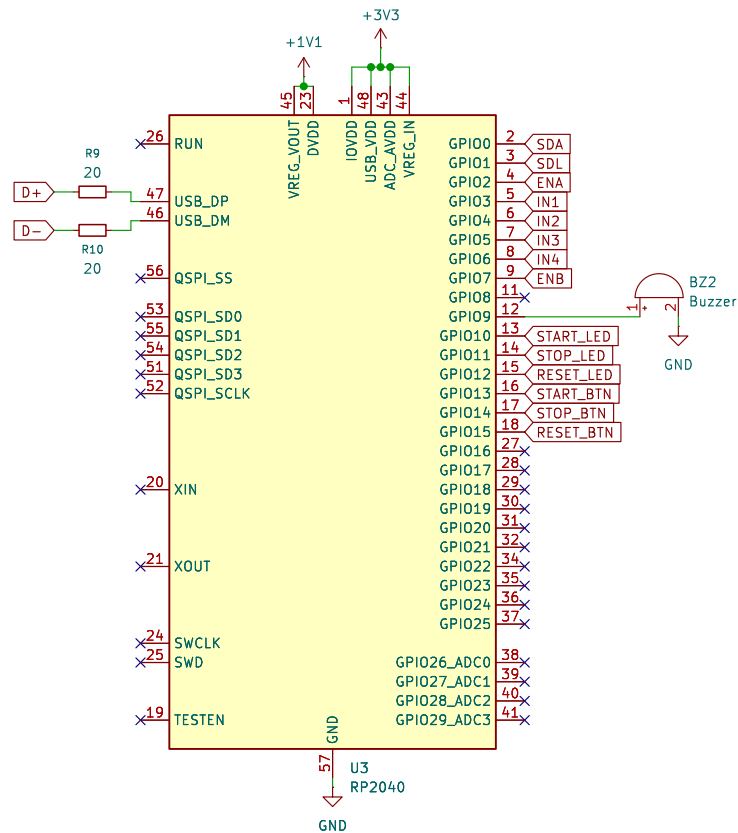 +3V3
+1V1
45
23
1
48
43
44
VREG_VOUT
DVDD
IOVDD
USB_VDD
ADC_AVDD
VREG_IN
26 RUN
R9
20
D+
47 USB_DP
D-
46 USB_DM
R10
20
56 QSPI_SS
53 QSPI_SD0
55 QSPI_SD1
54 QSPI_SD2
51 QSPI_SD3
52 QSPI_SCLK
20 XIN
21 XOUT
24 SWCLK
25 SWD
19 TESTEN
GPIO0 2 SDA
GPIO1 3 SDL
GPIO2 4 ENA
GPIO3 5 IN1
GPIO4 6 IN2
GPIO5 7 IN3
GPIO6 8 IN4
GPIO7 9 ENB
GPIO8 11
GPIO9 12
GPIO10 13 START_LED
GPIO11 14 STOP_LED
GPIO12 15 RESET_LED
GPIO13 16 START_BTN
GPIO14 17 STOP_BTN
GPIO15 18 RESET_BTN
GPIO16 27
GPIO17 28
GPIO18 29
GPIO19 30
GPIO20 31
GPIO21 32
GPIO22 34
GPIO23 35
GPIO24 36
GPIO25 37
GPIO26_ADC0 38
GPIO27_ADC1 39
GPIO28_ADC2 40
GPIO29_ADC3 41
BZ2
Buzzer
1 + 2
GND
GND
57
U3
RP2040
GND